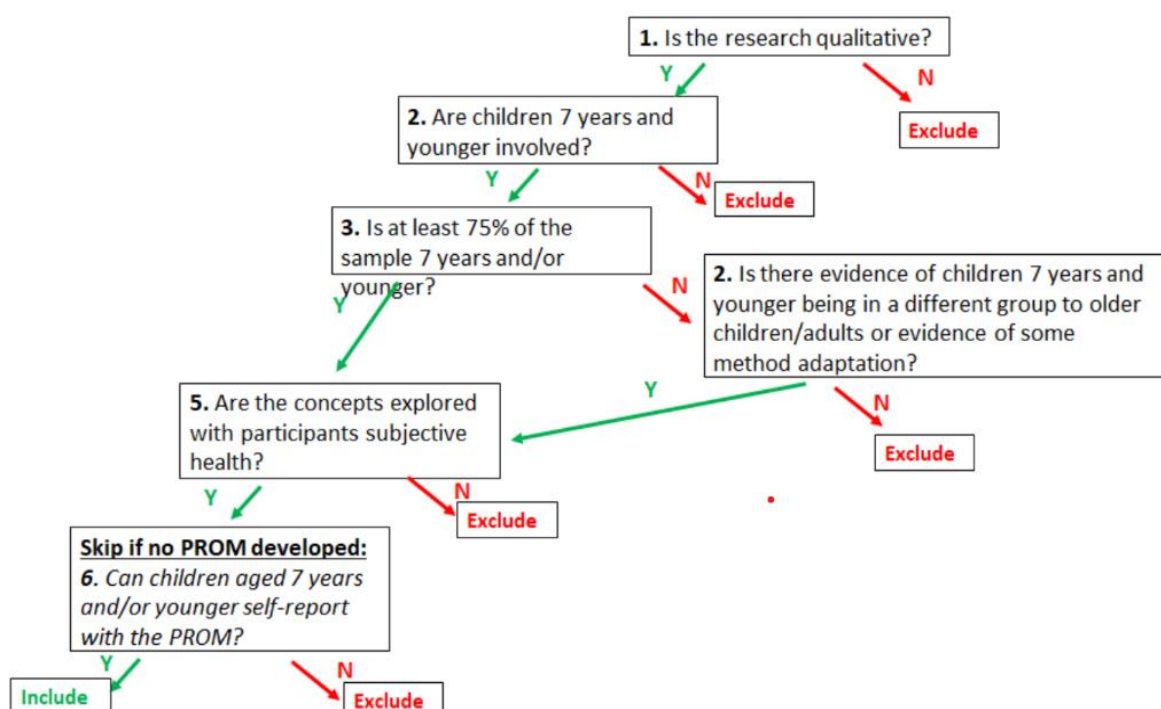 1. Is the research qualitative?
Y
N
Exclude
2. Are children 7 years and
younger involved?
Y
N
Exclude
3. Is at least 75% of the
sample 7 years and/or
younger?
Y
N
2. Is there evidence of children 7 years and
younger being in a different group to older
children/adults or evidence of some
method adaptation?
Y
N
Exclude
5. Are the concepts explored
with participants subjective
health?
Y
N
Exclude
Skip if no PROM developed:
6. Can children aged 7 years
and/or younger self-report
with the PROM?
Y
N
Include
Exclude